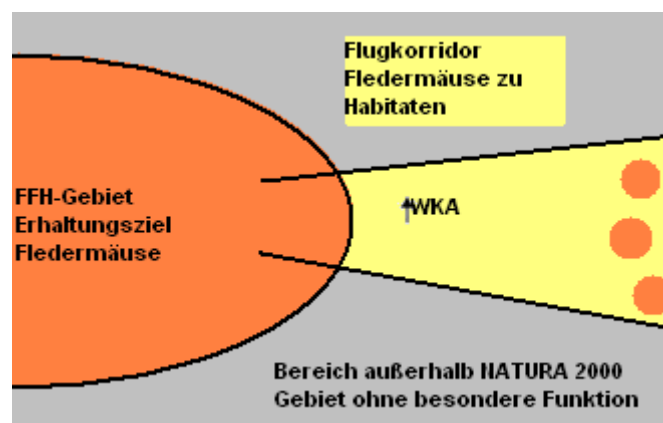 Flugkorridor
Fledermäuse zu
Habitaten
FFH-Gebiet
Erhaltungsziel
Fledermäuse
WKA
Bereich außerhalb NATURA 2000
Gebiet ohne besondere Funktion